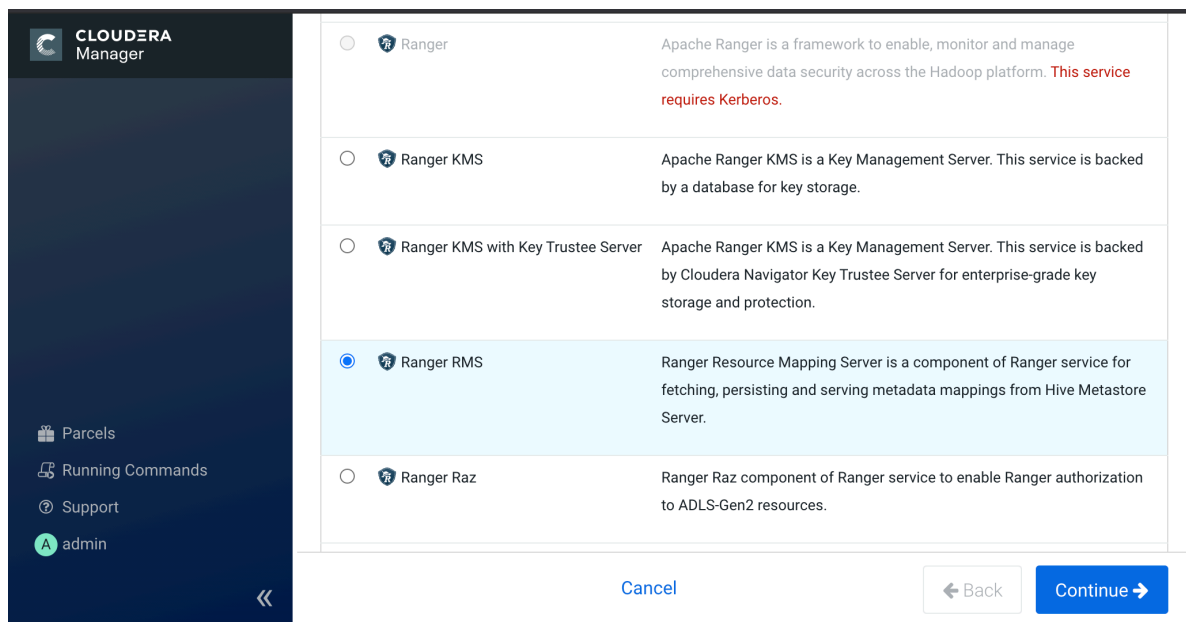 CLOUDERA
Manager
Parcels
Running Commands
Support
A admin
Ranger
Apache Ranger is a framework to enable, monitor and manage
comprehensive data security across the Hadoop platform. This service
requires Kerberos.
Ranger KMS
Apache Ranger KMS is a Key Management Server. This service is backed
by a database for key storage.
Ranger KMS with Key Trustee Server
Apache Ranger KMS is a Key Management Server. This service is backed
by Cloudera Navigator Key Trustee Server for enterprise-grade key
storage and protection.
Ranger RMS
Ranger Resource Mapping Server is a component of Ranger service for
fetching, persisting and serving metadata mappings from Hive Metastore
Server.
Ranger Raz
Ranger Raz component of Ranger service to enable Ranger authorization
to ADLS-Gen2 resources.
Cancel
Back
Continue